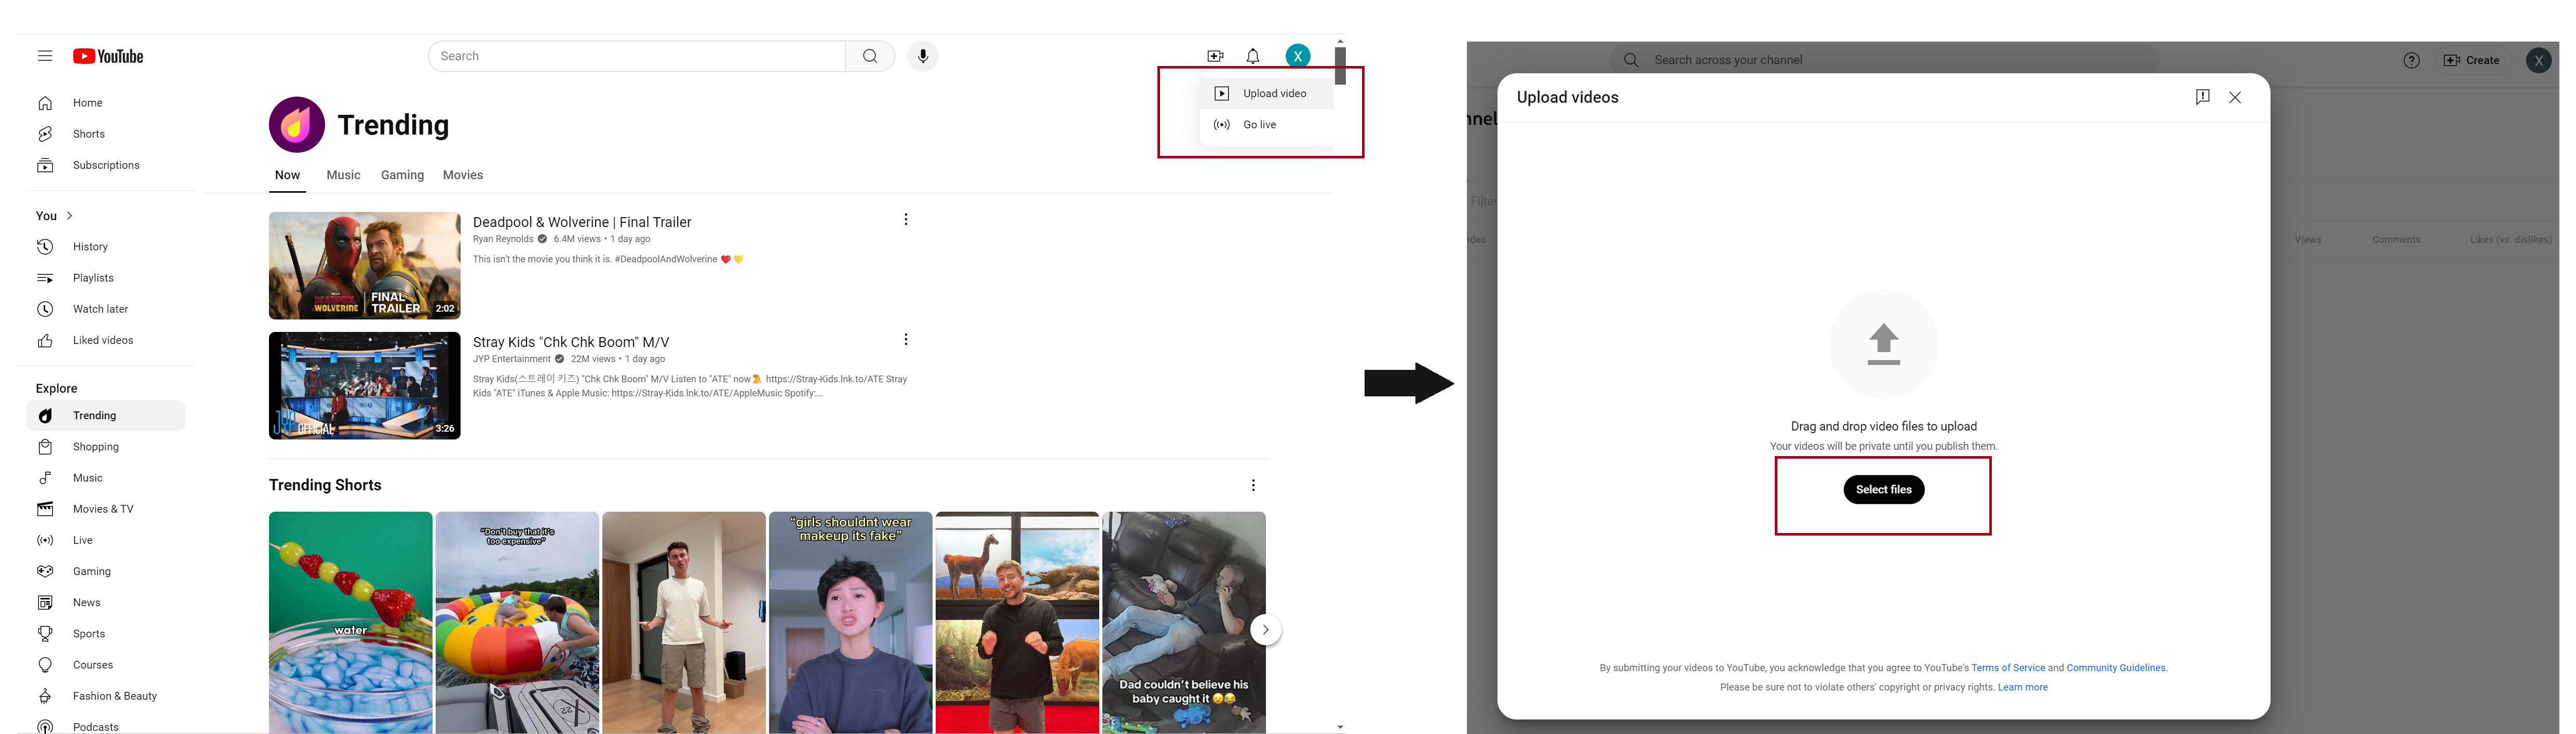 YouTube
Search
X
Upload video
Go live
Home
Shorts
Subscriptions
You
History
Playlists
Watch later
Liked videos
Explore
Trending
Shopping
Music
Movies & TV
Live
Gaming
News
Sports
Courses
Fashion & Beauty
Podcasts
Trending
Now Music Gaming Movies
Deadpool & Wolverine | Final Trailer
Ryan Reynolds 6.4M views • 1 day ago
This isn't the movie you think it is. #DeadpoolAndWolverine ❤️ 💛
DEADPOOL
WOLVERINE
FINAL
TRAILER
2:02
Stray Kids "Chk Chk Boom" M/V
JYP Entertainment 22M views • 1 day ago
Stray Kids(스트레이 키즈) "Chk Chk Boom" M/V Listen to "ATE" now https://Stray-Kids.lnk.to/ATE Stray
Kids "ATE" iTunes & Apple Music: https://Stray-Kids.lnk.to/ATE/AppleMusic Spotify:...
JYP
OFFICIAL
3:26
Trending Shorts
water
"Don't buy that it's
too expensive"
22
"girls shouldnt wear
makeup its fake"
Dad couldn't believe his
baby caught it 😢😂
Search across your channel
Create
X
nnel
Filter
ideo
Views Comments Likes (vs. dislikes)
Upload videos
Drag and drop video files to upload
Your videos will be private until you publish them.
Select files
By submitting your videos to YouTube, you acknowledge that you agree to YouTube's Terms of Service and Community Guidelines.
Please be sure not to violate others' copyright or privacy rights. Learn more